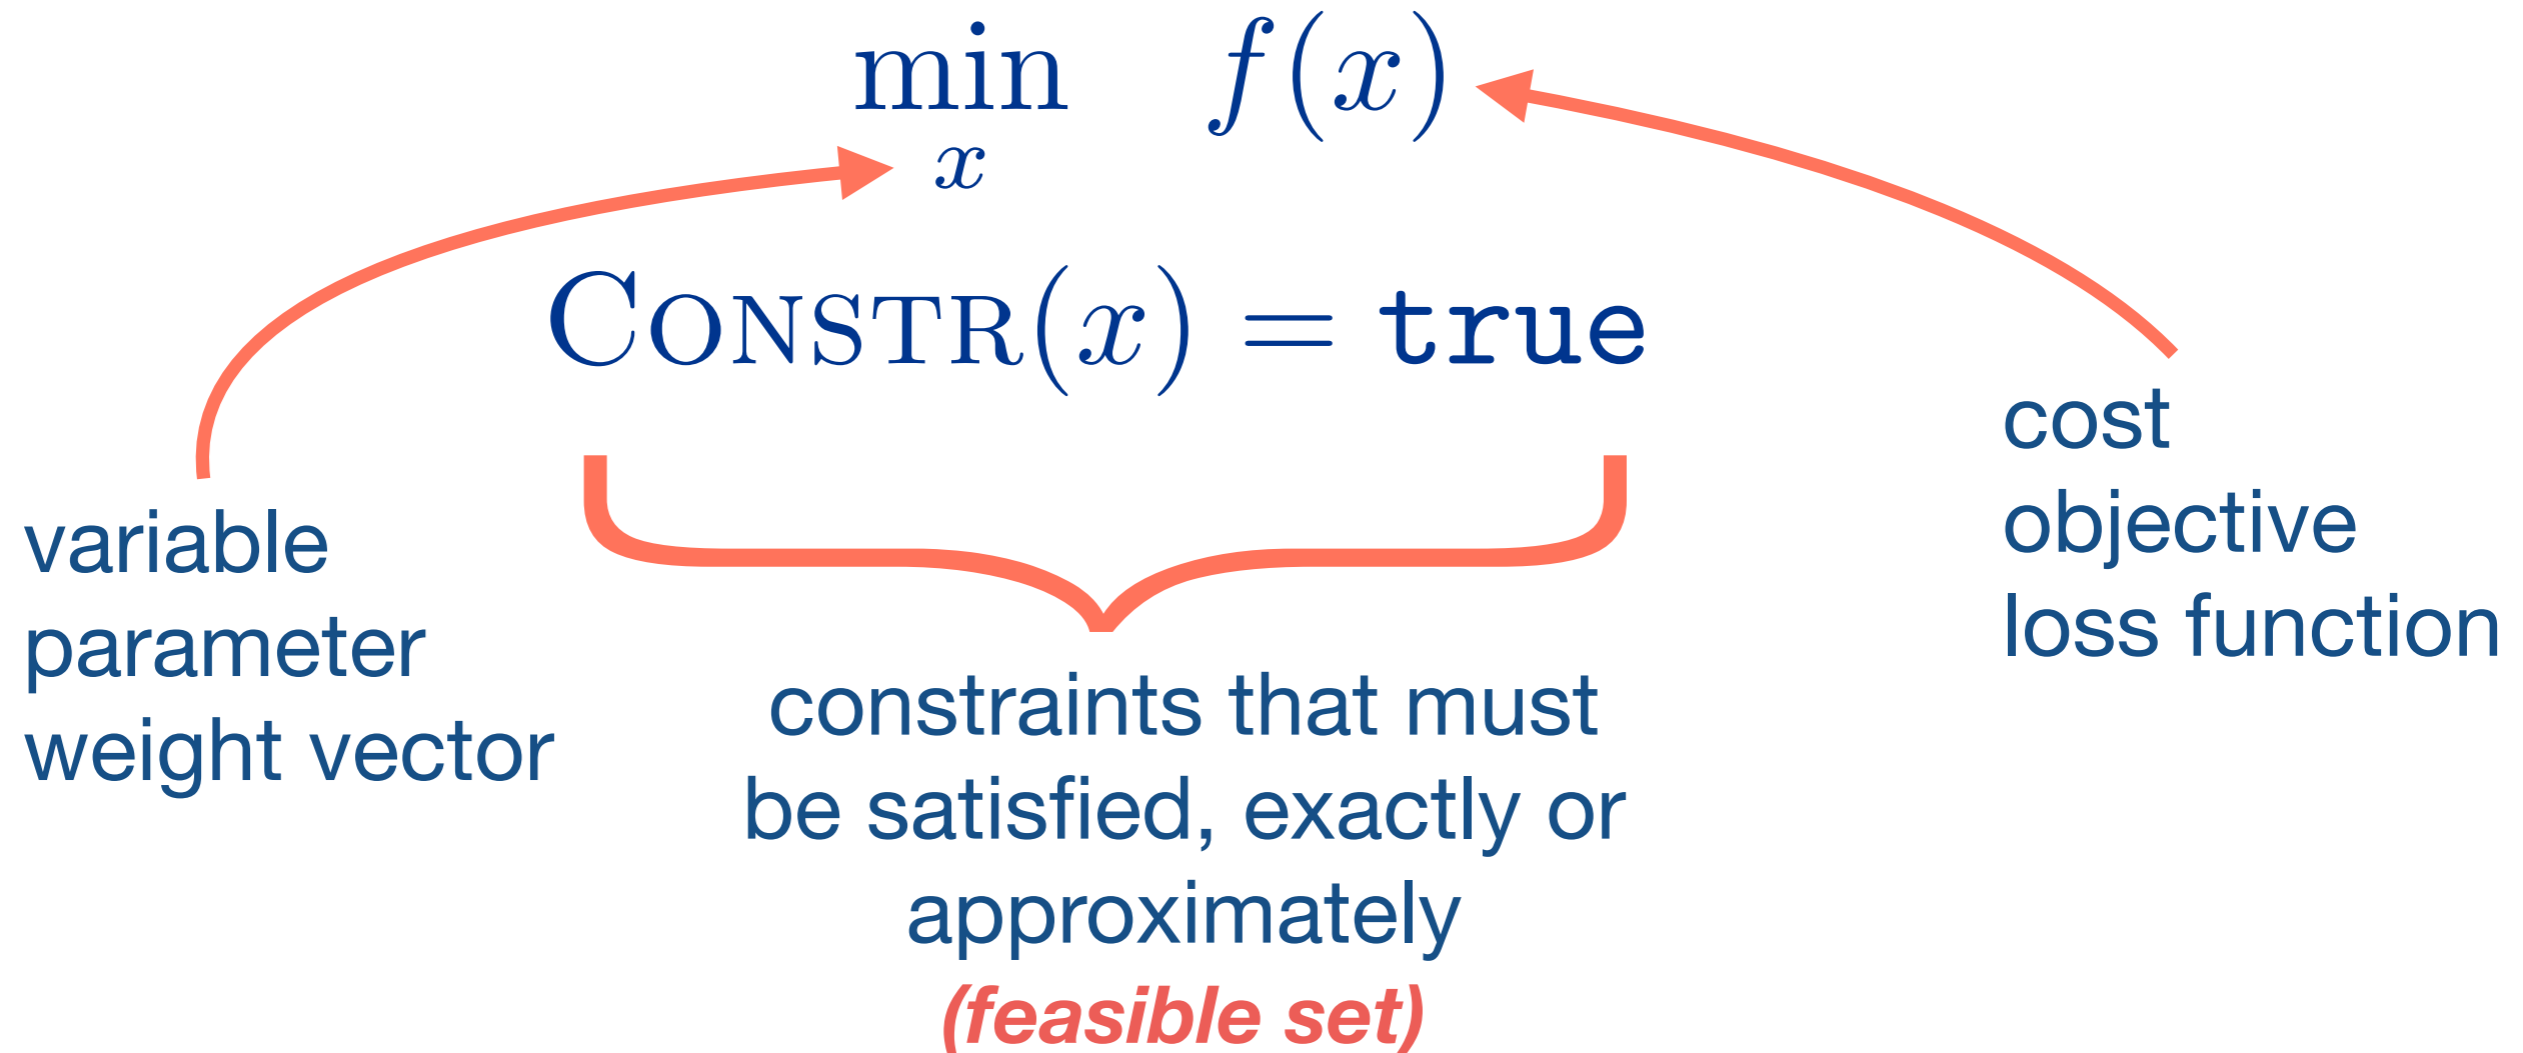 min f(x)
x
CONSTR(x) = true
variable
parameter
weight vector
constraints that must
be satisfied, exactly or
approximately
(feasible set)
cost
objective
loss function